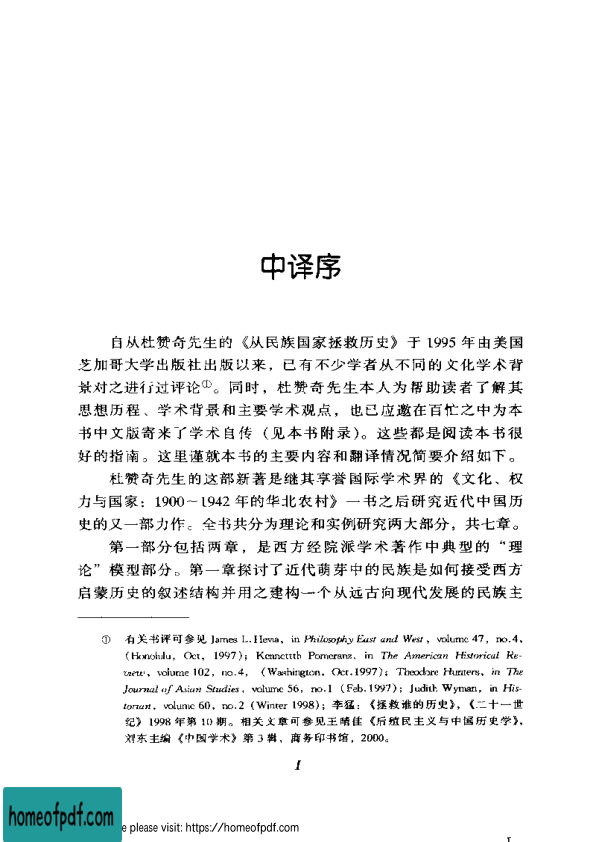 中译序
自从杜赞奇先生的《从民族国家拯救历史》于 1995 年由美国
芝加哥大学出版社出版以来，已有不少学者从不同的文化学术背
景对之进行过评论①。同时，杜赞奇先生本人为帮助读者了解其
思想历程、学术背景和主要学术观点，也已应邀在百忙之中为本
书中文版寄来了学术自传（见本书附录）。这些都是阅读本书很
好的指南。这里谨就本书的主要内容和翻译情况简要介绍如下。
杜赞奇先生的这部新著是继其享誉国际学术界的《文化、权
力与国家：1900～1942 年的华北农村》一书之后研究近代中国历
史的又一部力作。全书共分为理论和实例研究两大部分，共七章。
第一部分包括两章，是西方经院派学术著作中典型的“理
论”模型部分。第一章探讨了近代萌芽中的民族是如何接受西方
启蒙历史的叙述结构并用之建构一个从远古向现代发展的民族主
① 有关书评可参见 James L. Hevia, in Philosophy East and West, volume 47, no.4,
(Honolulu, Oct, 1997); Kennettth Pomeranz, in The American Historical Re-
view, volume 102, no.4, (Washington, Oct.1997); Theodore Hunters, in The
Journal of Asian Studies, volume 56, no.1 (Feb.1997); Judith Wyman, in His-
torian, volume 60, no.2 (Winter 1998); 李猛：《拯救谁的历史》，《二十一世
纪》1998 年第 10 期。相关文章可参见王晴佳《后殖民主义与中国历史学》，
刘东主编《中国学术》第 3 辑，商务印书馆，2000。
1
homeofpdf.com
e please visit: https://homeofpdf.com